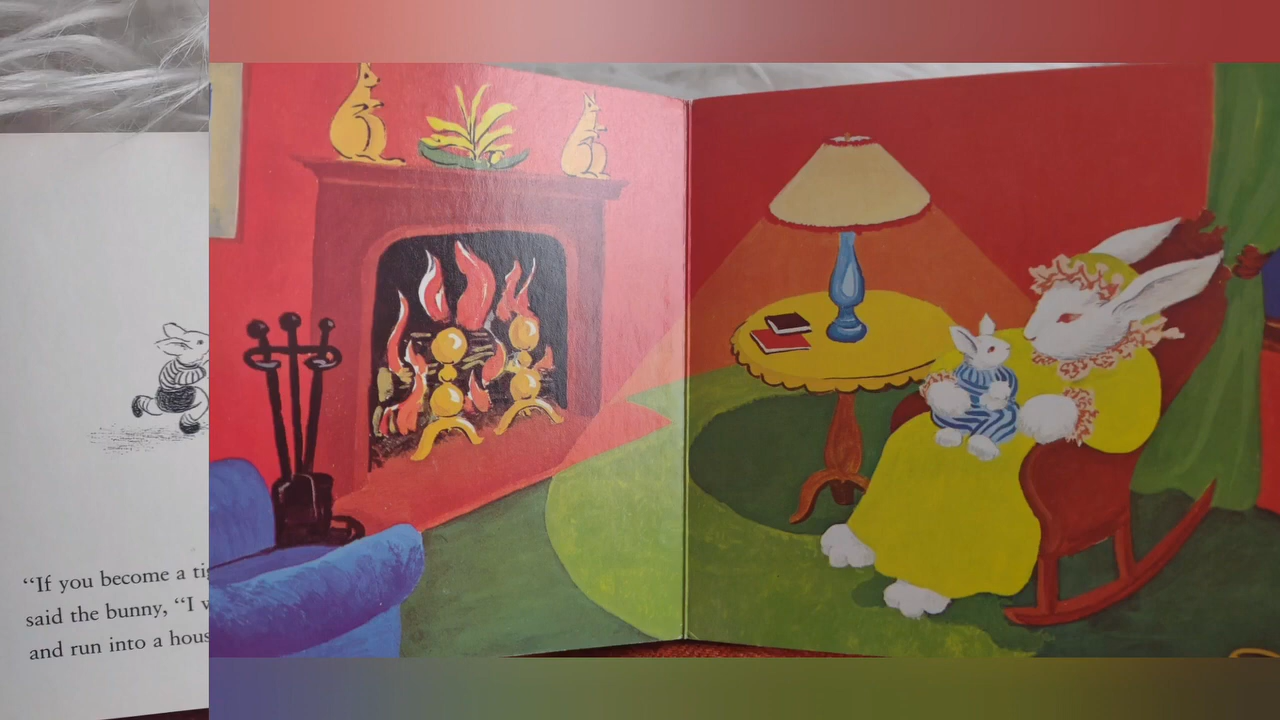 “If you become a
said the bunny, “I
and run into a